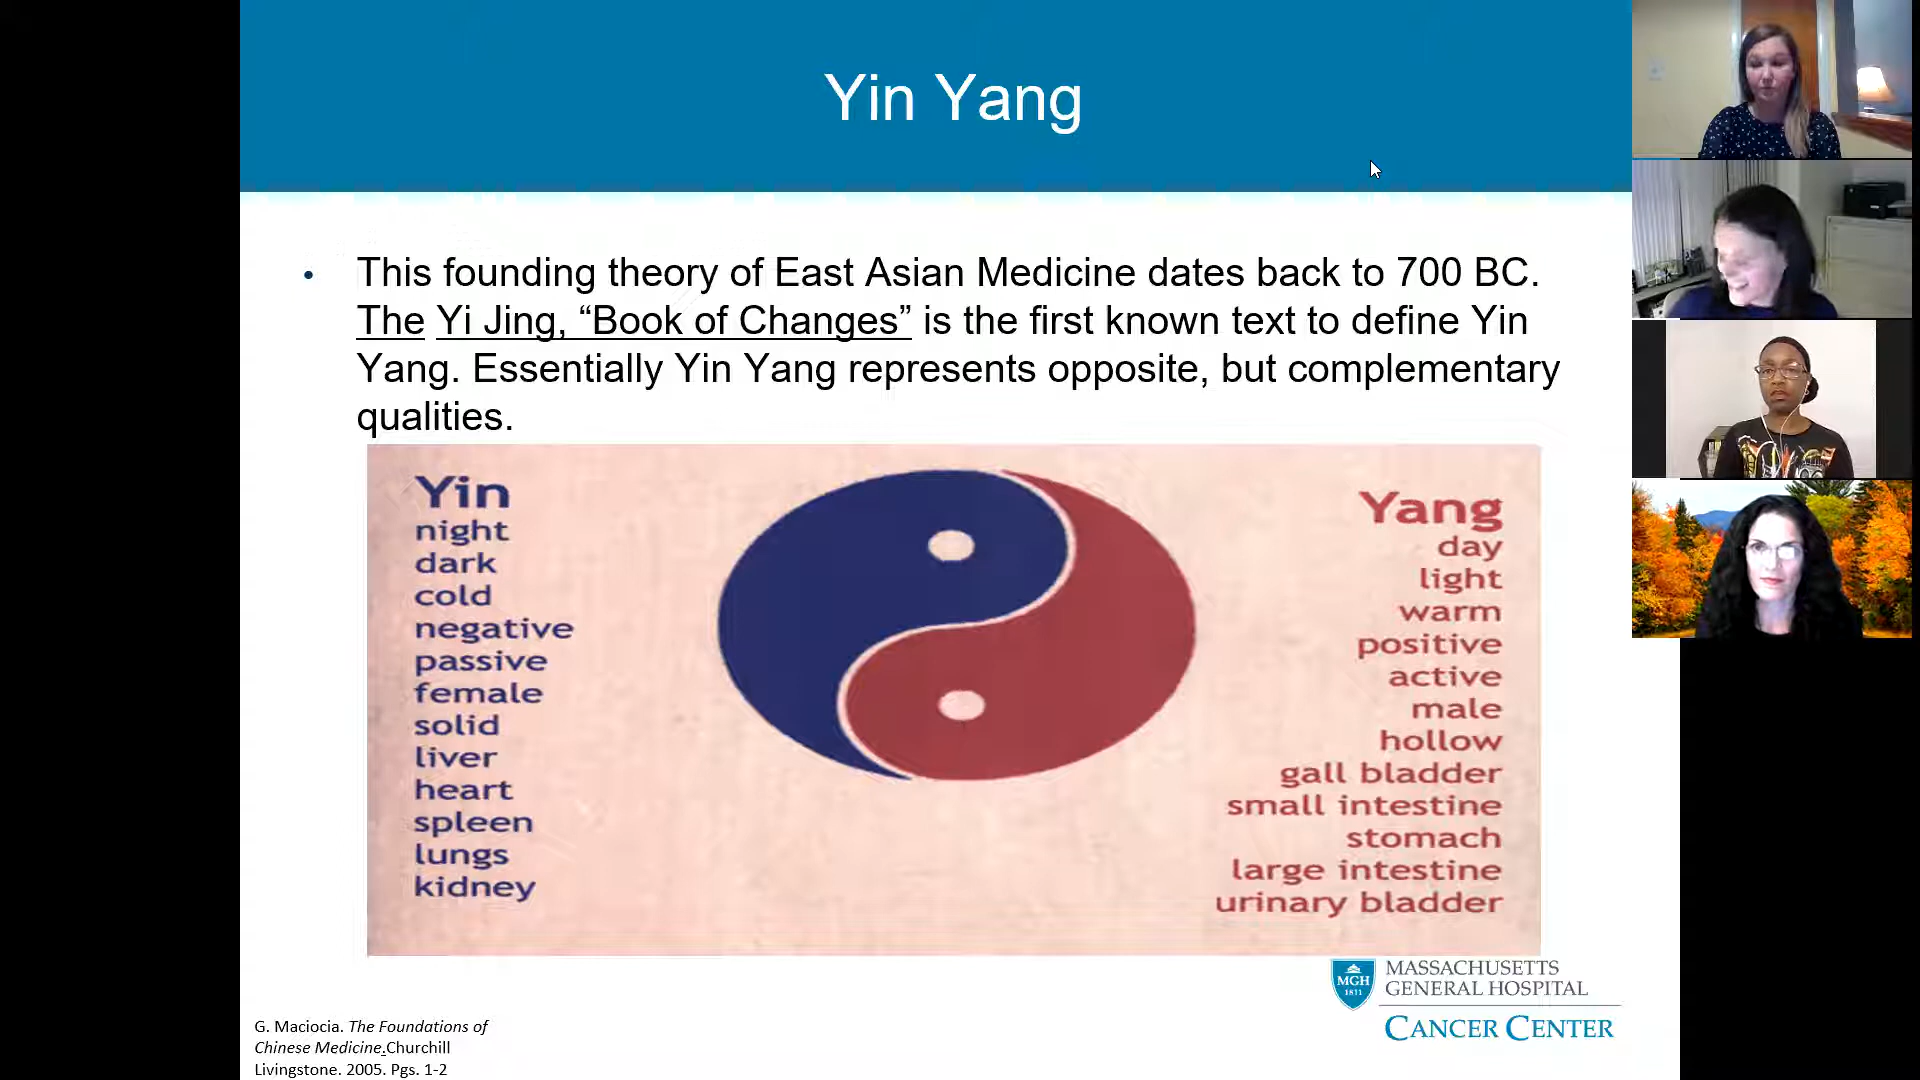 Yin Yang
• This founding theory of East Asian Medicine dates back to 700 BC.
The Yi Jing, “Book of Changes” is the first known text to define Yin
Yang. Essentially Yin Yang represents opposite, but complementary
qualities.
Yin
night
dark
cold
negative
passive
female
solid
liver
heart
spleen
lungs
kidney
Yang
day
light
warm
positive
active
male
hollow
gall bladder
small intestine
stomach
large intestine
urinary bladder
MGH
1811
MASSACHUSETTS
GENERAL HOSPITAL
CANCER CENTER
G. Maciocia. The Foundations of
Chinese Medicine.Churchill
Livingstone. 2005. Pgs. 1-2